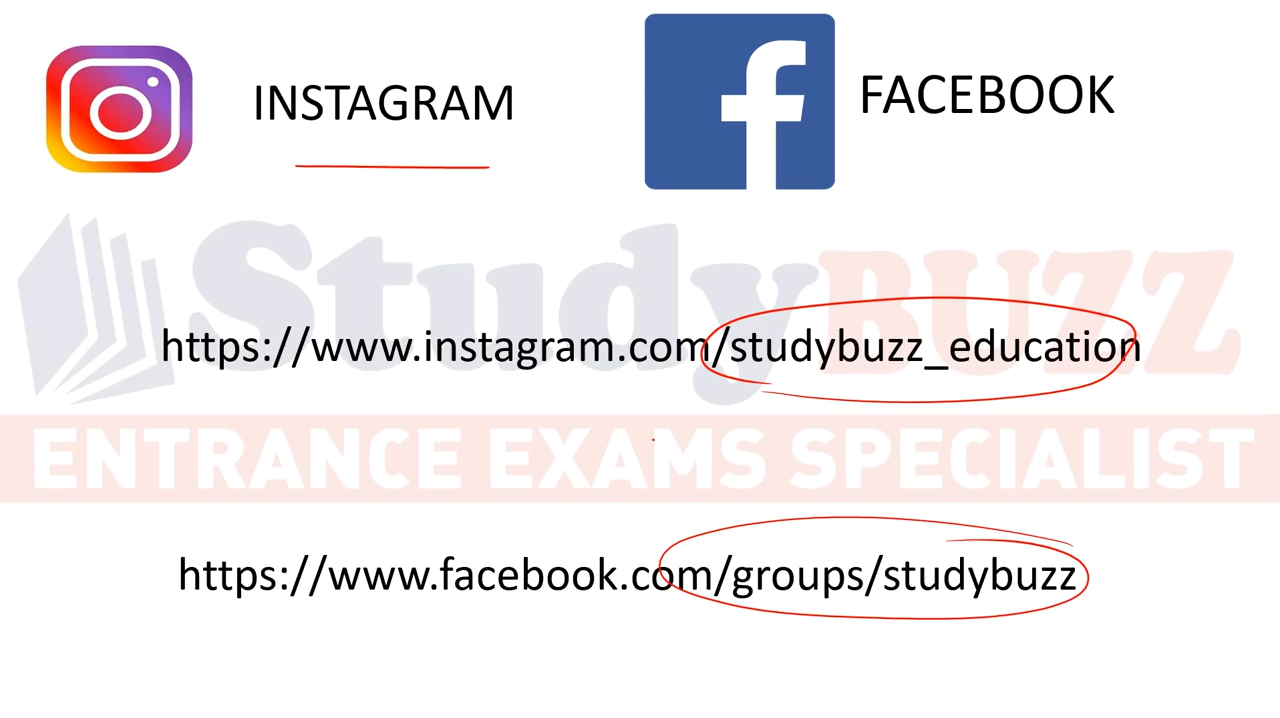 INSTAGRAM
FACEBOOK
StudyBUZZ
https://www.instagram.com/studybuzz_education
ENTRANCE EXAMS SPECIALIST
https://www.facebook.com/groups/studybuzz